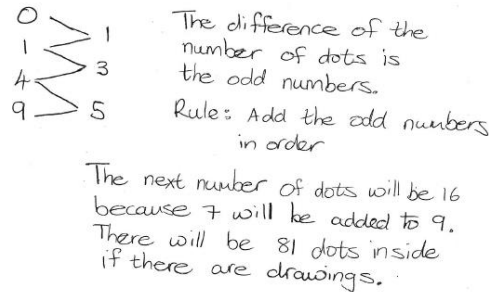 0
1
1
3
4
9
5
The difference of the
number of dots is
the odd numbers.
Rule: Add the odd numbers
in order
The next number of dots will be 16
because 7 will be added to 9.
There will be 81 dots inside
if there are drawings.